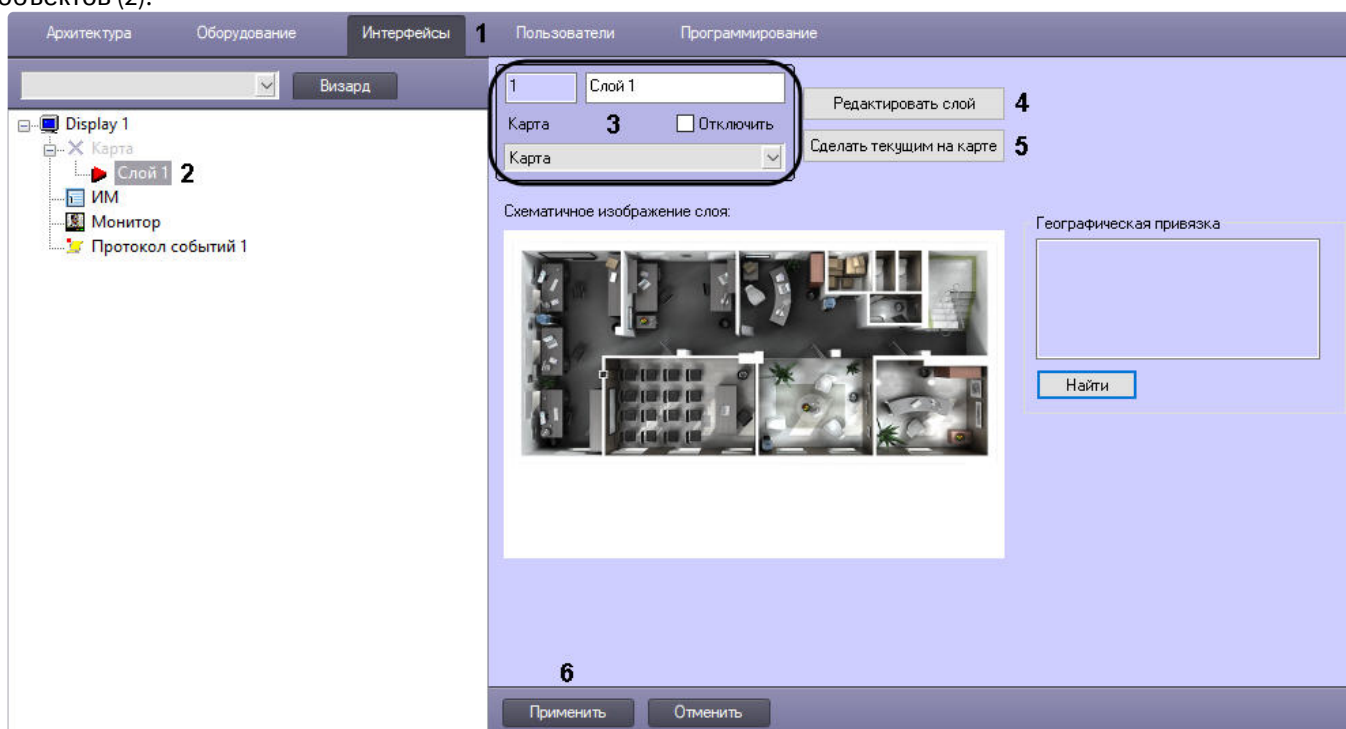 объектов (2).
Архитектура Оборудование Интерфейсы 1 Пользователи Программирование
Визард
1 Слой 1
Редактировать слой 4
Карта 3 Отключить
Сделать текущим на карте 5
Карта
Display 1
Карта
Слой 1 2
ИМ
Монитор
Протокол событий 1
Схематичное изображение слоя:
Географическая привязка
Найти
6
Применить Отменить